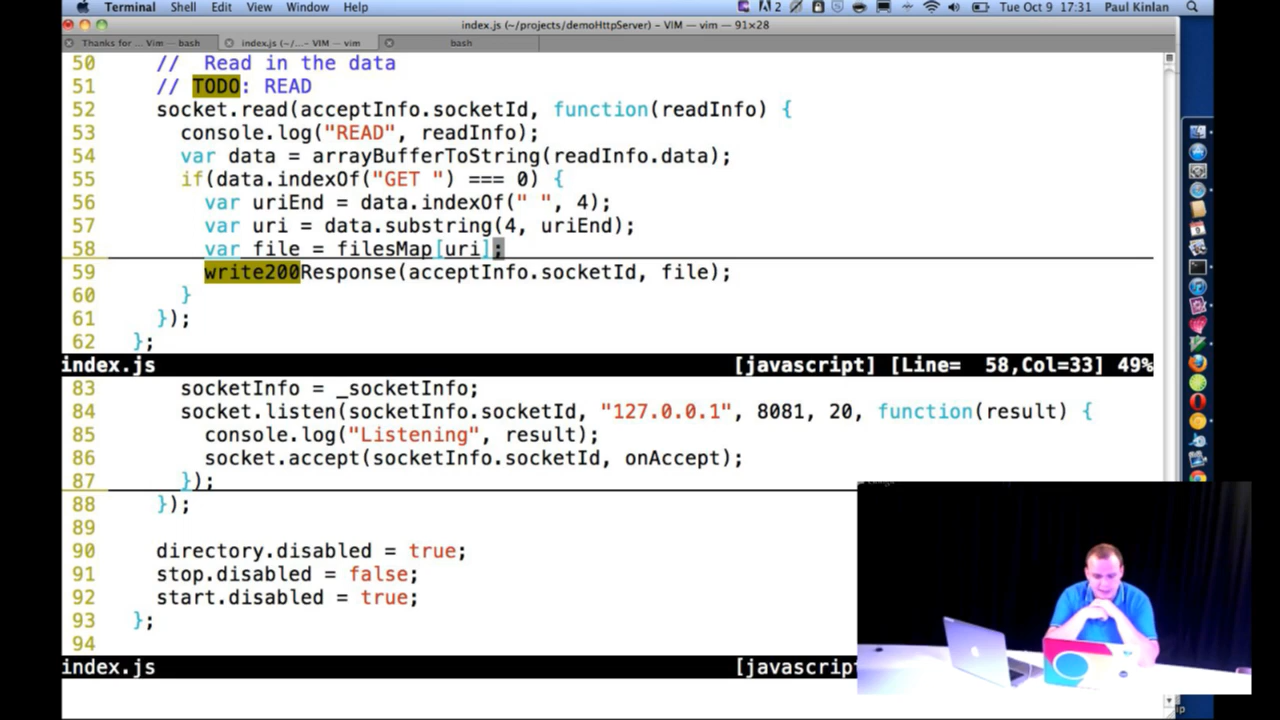 Terminal Shell Edit View Window Help 2 Tue Oct 9 17:31 Paul Kinlan
index.js (~/projects/demoHttpServer) – VIM — vim — 91×28
Thanks for ... Vim — bash index.js (~/...- VIM — vim bash
50 //  Read in the data
51 // TODO: READ
52 socket.read(acceptInfo.socketId, function(readInfo) {
53 console.log("READ", readInfo);
54 var data = arrayBufferToString(readInfo.data);
55 if(data.indexOf("GET ") === 0) {
56 var uriEnd = data.indexOf(" ", 4);
57 var uri = data.substring(4, uriEnd);
58 var file = filesMap[uri];
59 write200Response(acceptInfo.socketId, file);
60 }
61 });
62 };
index.js [javascript] [Line=  58,Col=33] 49%
83 socketInfo = _socketInfo;
84 socket.listen(socketInfo.socketId, "127.0.0.1", 8081, 20, function(result) {
85 console.log("Listening", result);
86 socket.accept(socketInfo.socketId, onAccept);
87 });
88 });
89
90 directory.disabled = true;
91 stop.disabled = false;
92 start.disabled = true;
93 };
94
index.js [javascript